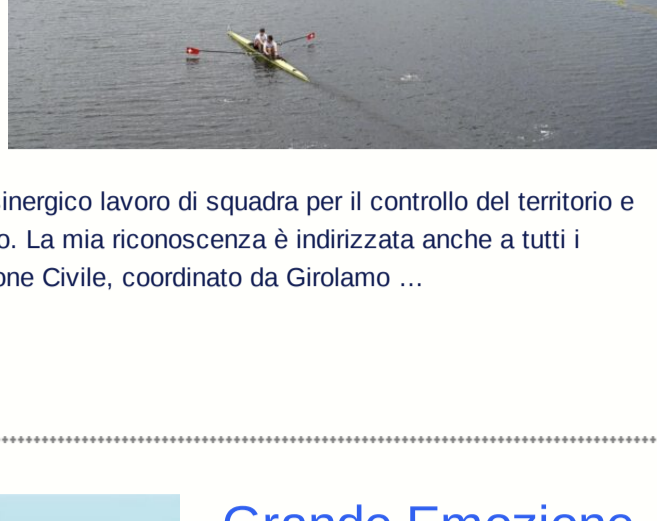 sinergico lavoro di squadra per il controllo del territorio e
o. La mia riconoscenza è indirizzata anche a tutti i
one Civile, coordinato da Girolamo …
Grande Emozione